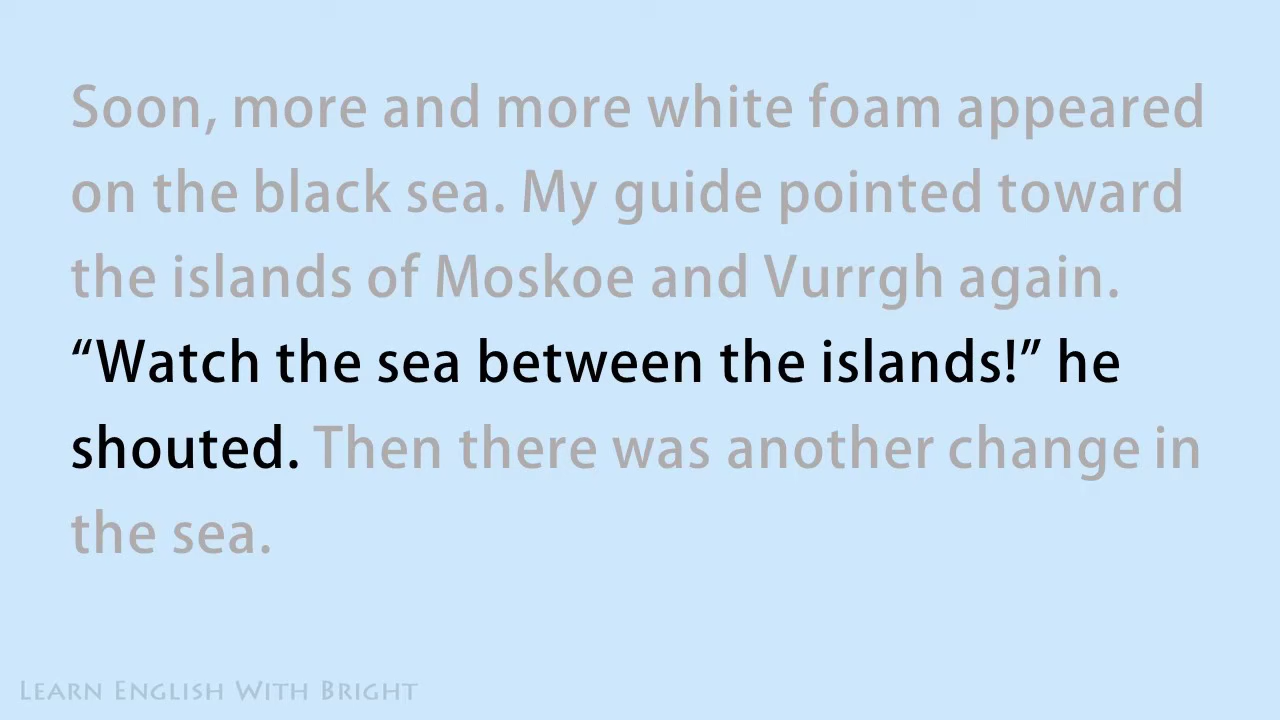 Soon, more and more white foam appeared
on the black sea. My guide pointed toward
the islands of Moskoe and Vurrgh again.
“Watch the sea between the islands!” he
shouted. Then there was another change in
the sea.
Learn English With Bright